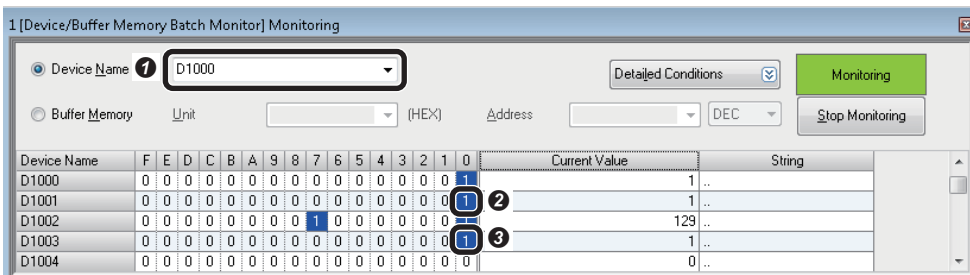 1 [Device/Buffer Memory Batch Monitor] Monitoring
Device Name ❶ D1000 Detailed Conditions Monitoring
Buffer Memory Unit (HEX) Address DEC Stop Monitoring
Device Name F E D C B A 9 8 7 6 5 4 3 2 1 0 Current Value String
D1000 0 0 0 0 0 0 0 0 0 0 0 0 0 0 0 1 1 ..
D1001 0 0 0 0 0 0 0 0 0 0 0 0 0 0 0 1 ❷ 1 ..
D1002 0 0 0 0 0 0 0 0 1 0 0 0 0 0 0 1 129 ..
D1003 0 0 0 0 0 0 0 0 0 0 0 0 0 0 0 1 ❸ 1 ..
D1004 0 0 0 0 0 0 0 0 0 0 0 0 0 0 0 0 0 ..